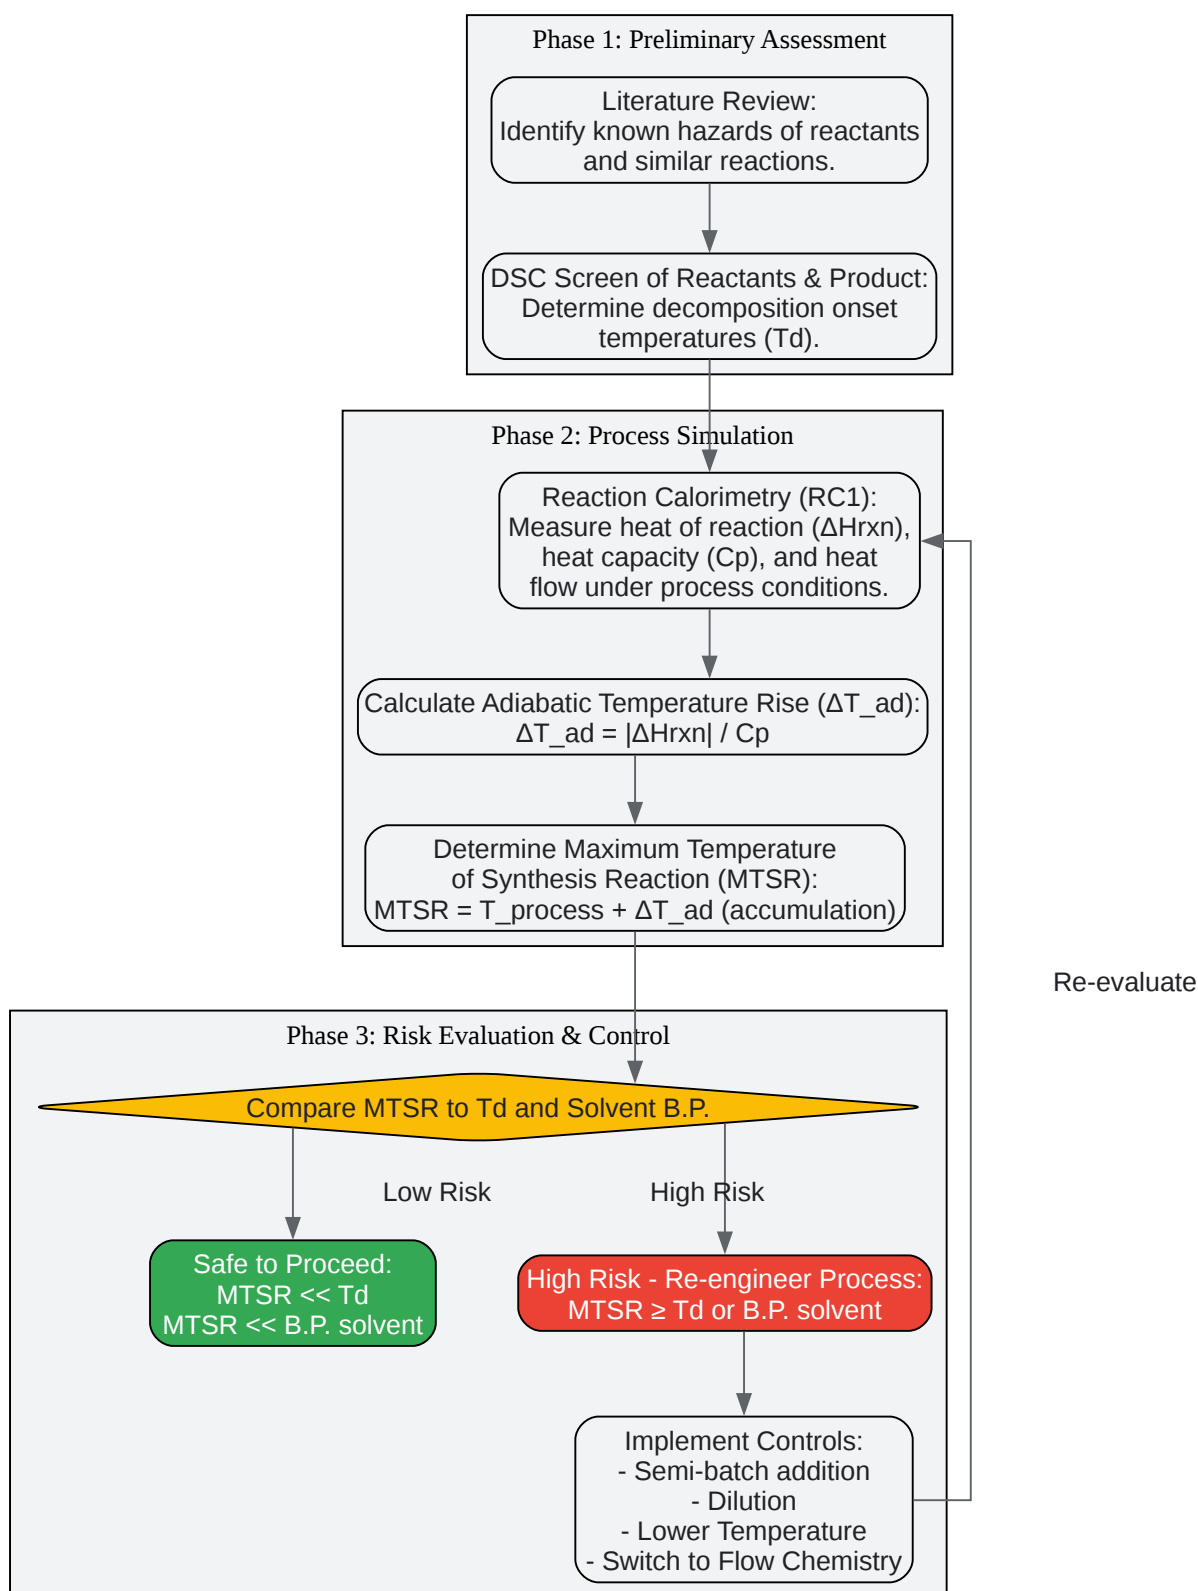 Phase 1: Preliminary Assessment
Literature Review:
Identify known hazards of reactants
and similar reactions.
DSC Screen of Reactants & Product:
Determine decomposition onset
temperatures (Td).
Phase 2: Process Simulation
Reaction Calorimetry (RC1):
Measure heat of reaction (ΔHrxn),
heat capacity (Cp), and heat
flow under process conditions.
Calculate Adiabatic Temperature Rise (ΔT_ad):
ΔT_ad = |ΔHrxn| / Cp
Determine Maximum Temperature
of Synthesis Reaction (MTSR):
MTSR = T_process + ΔT_ad (accumulation)
Re-evaluate
Phase 3: Risk Evaluation & Control
Compare MTSR to Td and Solvent B.P.
Low Risk
High Risk
Safe to Proceed:
MTSR << Td
MTSR << B.P. solvent
High Risk - Re-engineer Process:
MTSR ≥ Td or B.P. solvent
Implement Controls:
- Semi-batch addition
- Dilution
- Lower Temperature
- Switch to Flow Chemistry